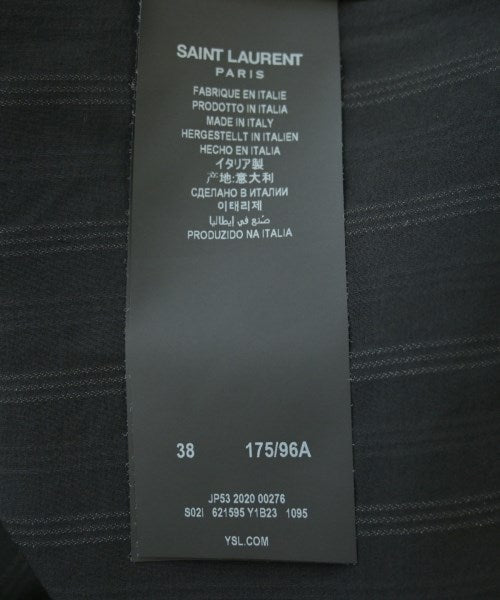 SAINT LAURENT
PARIS
FABRIQUE EN ITALIE
PRODOTTO IN ITALIA
MADE IN ITALY
HERGESTELLT IN ITALIEN
HECHO EN ITALIA
イタリア製
产地:意大利
СДЕЛАНО В ИТАЛИИ
이태리제
صنع في إيطاليا
PRODUZIDO NA ITALIA
38 175/96A
JP53 2020 00276
S02I 621595 Y1B23 1095
YSL.COM